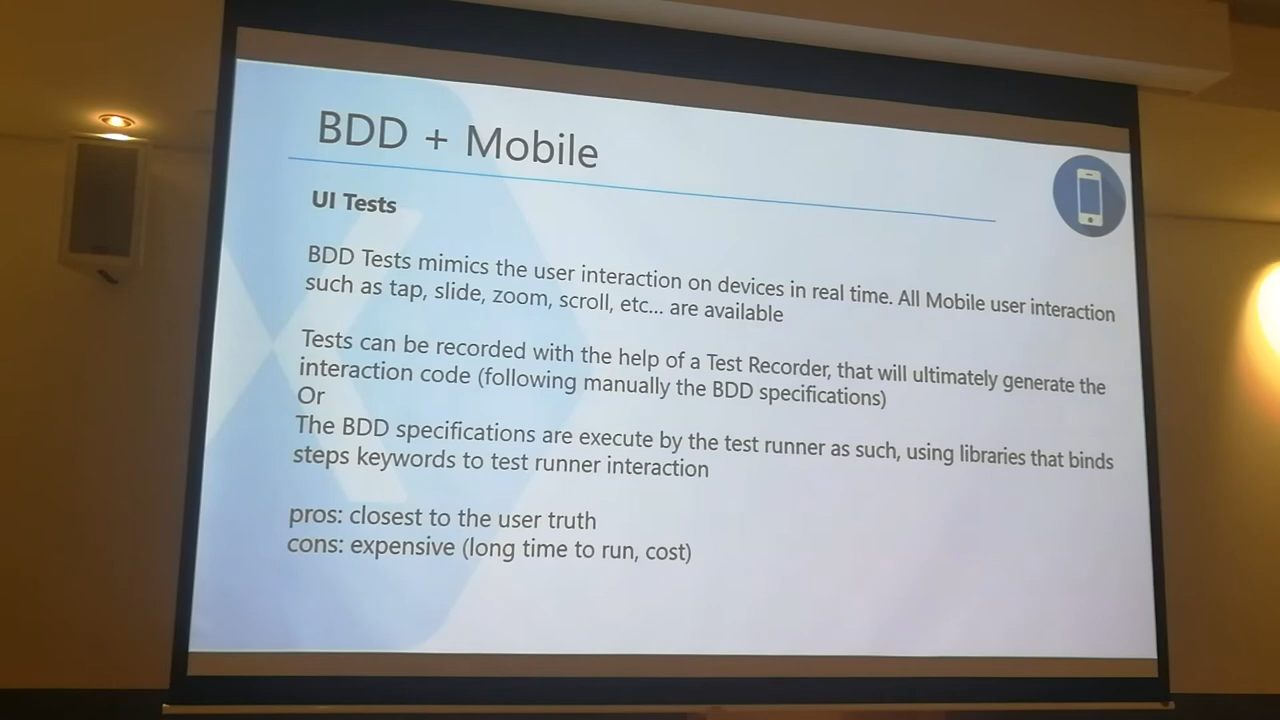 BDD + Mobile
UI Tests
BDD Tests mimics the user interaction on devices in real time. All Mobile user interaction
such as tap, slide, zoom, scroll, etc... are available
Tests can be recorded with the help of a Test Recorder, that will ultimately generate the
interaction code (following manually the BDD specifications)
Or
The BDD specifications are execute by the test runner as such, using libraries that binds
steps keywords to test runner interaction
pros: closest to the user truth
cons: expensive (long time to run, cost)